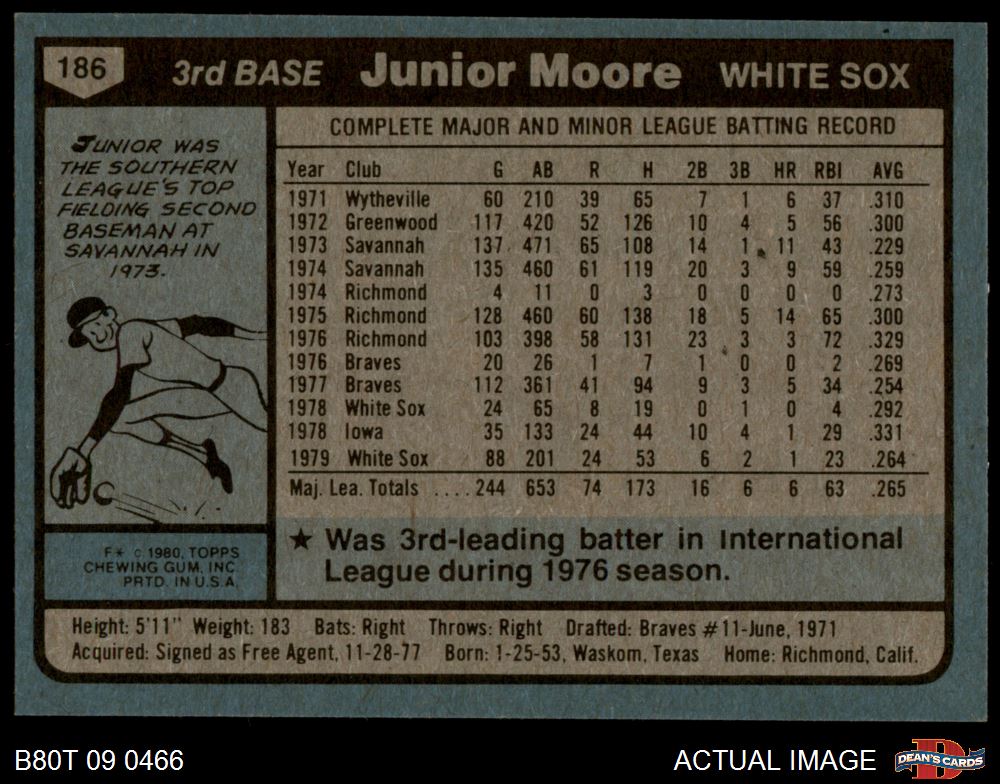 186 3rd BASE Junior Moore WHITE SOX
JUNIOR WAS
THE SOUTHERN
LEAGUE'S TOP
FIELDING SECOND
BASEMAN AT
SAVANNAH IN
1973.
COMPLETE MAJOR AND MINOR LEAGUE BATTING RECORD
Year Club G AB R H 2B 3B HR RBI AVG
1971 Wytheville 60 210 39 65 7 1 6 37 .310
1972 Greenwood 117 420 52 126 10 4 5 56 .300
1973 Savannah 137 471 65 108 14 1 11 43 .229
1974 Savannah 135 460 61 119 20 3 9 59 .259
1974 Richmond 4 11 0 3 0 0 0 0 .273
1975 Richmond 128 460 60 138 18 5 14 65 .300
1976 Richmond 103 398 58 131 23 3 3 72 .329
1976 Braves 20 26 1 7 1 0 0 2 .269
1977 Braves 112 361 41 94 9 3 5 34 .254
1978 White Sox 24 65 8 19 0 1 0 4 .292
1978 Iowa 35 133 24 44 10 4 1 29 .331
1979 White Sox 88 201 24 53 6 2 1 23 .264
Maj. Lea. Totals ....244 653 74 173 16 6 6 63 .265
★ Was 3rd-leading batter in International
League during 1976 season.
F✶ © 1980, TOPPS
CHEWING GUM, INC
PRTD. IN U.S.A.
Height: 5'11" Weight: 183 Bats: Right Throws: Right Drafted: Braves #11-June, 1971
Acquired: Signed as Free Agent, 11-28-77 Born: 1-25-53, Waskom, Texas Home: Richmond, Calif.
B80T 09 0466 ACTUAL IMAGE D DEAN'S CARDS